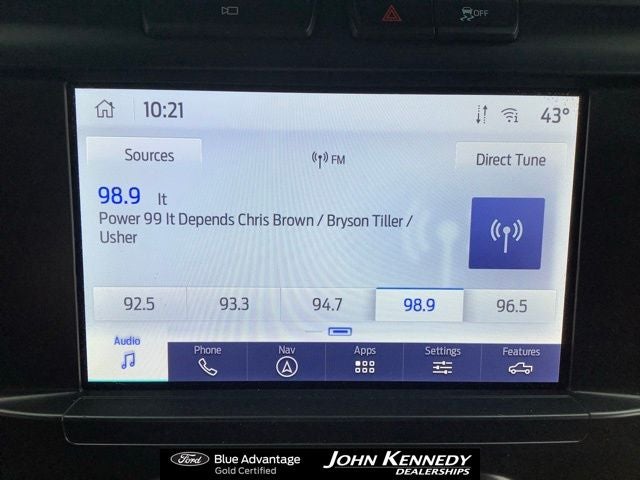 OFF
10:21
43°
Sources
FM
Direct Tune
98.9 It
Power 99 It Depends Chris Brown / Bryson Tiller /
Usher
92.5 93.3 94.7 98.9 96.5
Audio Phone Nav Apps Settings Features
Ford Blue Advantage
Gold Certified
JOHN KENNEDY
DEALERSHIPS